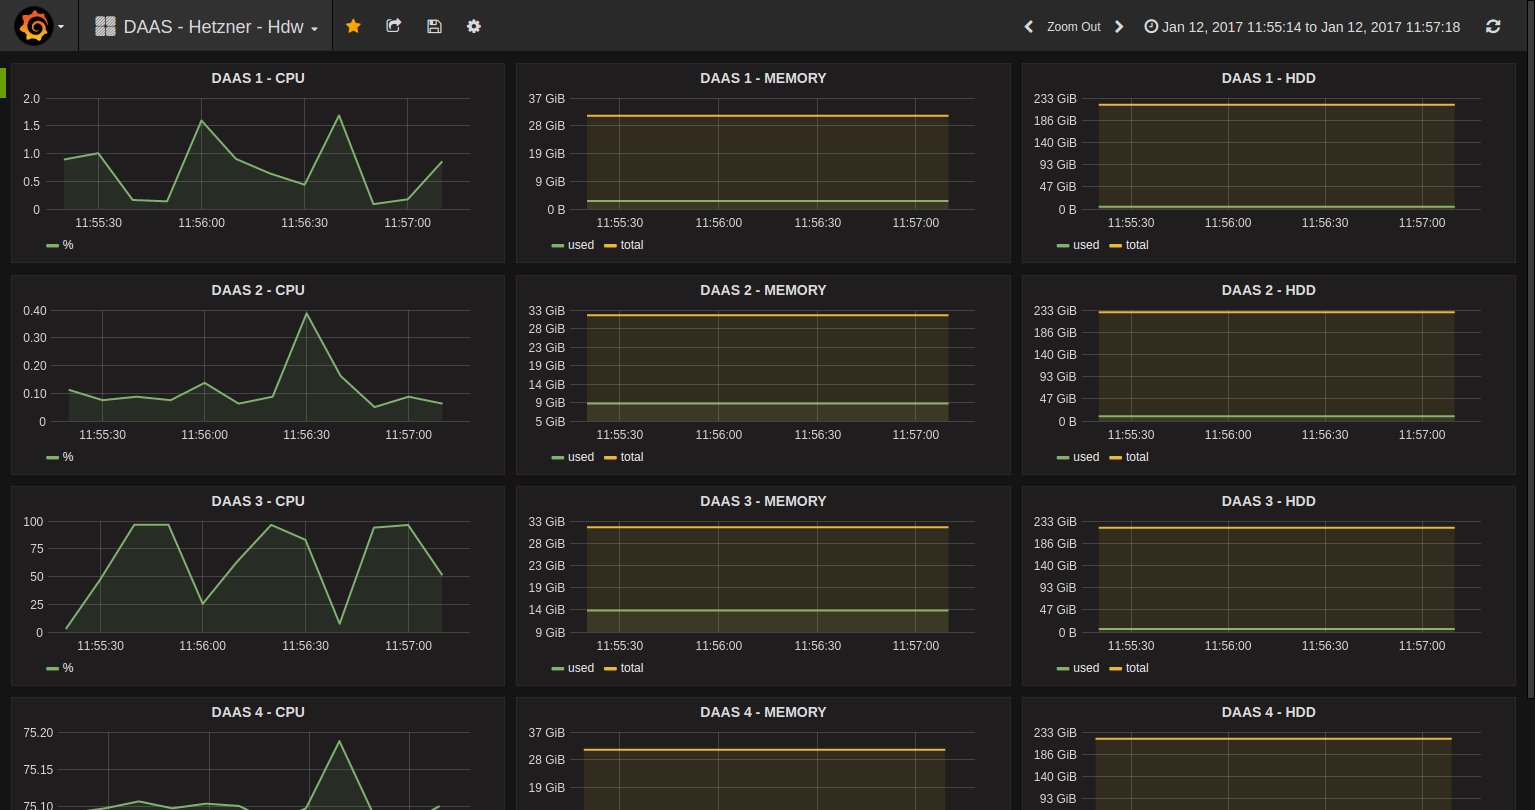 DAAS - Hetzner - Hdw
Zoom Out
Jan 12, 2017 11:55:14 to Jan 12, 2017 11:57:18
DAAS 1 - CPU
2.0
1.5
1.0
0.5
0
11:55:30 11:56:00 11:56:30 11:57:00
%
DAAS 1 - MEMORY
37 GiB
28 GiB
19 GiB
9 GiB
0 B
11:55:30 11:56:00 11:56:30 11:57:00
used total
DAAS 1 - HDD
233 GiB
186 GiB
140 GiB
93 GiB
47 GiB
0 B
11:55:30 11:56:00 11:56:30 11:57:00
used total
DAAS 2 - CPU
0.40
0.30
0.20
0.10
0
11:55:30 11:56:00 11:56:30 11:57:00
%
DAAS 2 - MEMORY
33 GiB
28 GiB
23 GiB
19 GiB
14 GiB
9 GiB
5 GiB
11:55:30 11:56:00 11:56:30 11:57:00
used total
DAAS 2 - HDD
233 GiB
186 GiB
140 GiB
93 GiB
47 GiB
0 B
11:55:30 11:56:00 11:56:30 11:57:00
used total
DAAS 3 - CPU
100
75
50
25
0
11:55:30 11:56:00 11:56:30 11:57:00
%
DAAS 3 - MEMORY
33 GiB
28 GiB
23 GiB
19 GiB
14 GiB
9 GiB
11:55:30 11:56:00 11:56:30 11:57:00
used total
DAAS 3 - HDD
233 GiB
186 GiB
140 GiB
93 GiB
47 GiB
0 B
11:55:30 11:56:00 11:56:30 11:57:00
used total
DAAS 4 - CPU
75.20
75.15
75.10
DAAS 4 - MEMORY
37 GiB
28 GiB
19 GiB
DAAS 4 - HDD
233 GiB
186 GiB
140 GiB
93 GiB